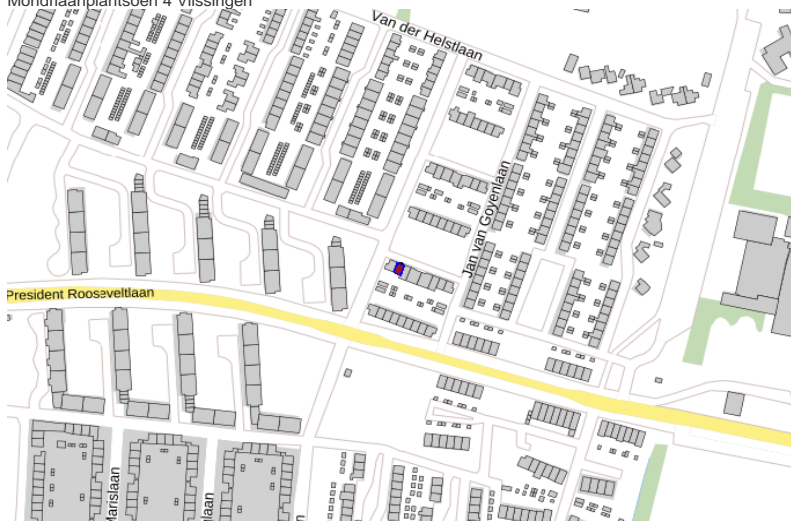 Mondriaanplantsoen 4 Vlissingen
Van der Helstlaan
Jan van Goyenlaan
President Rooseveltlaan
Marislaan